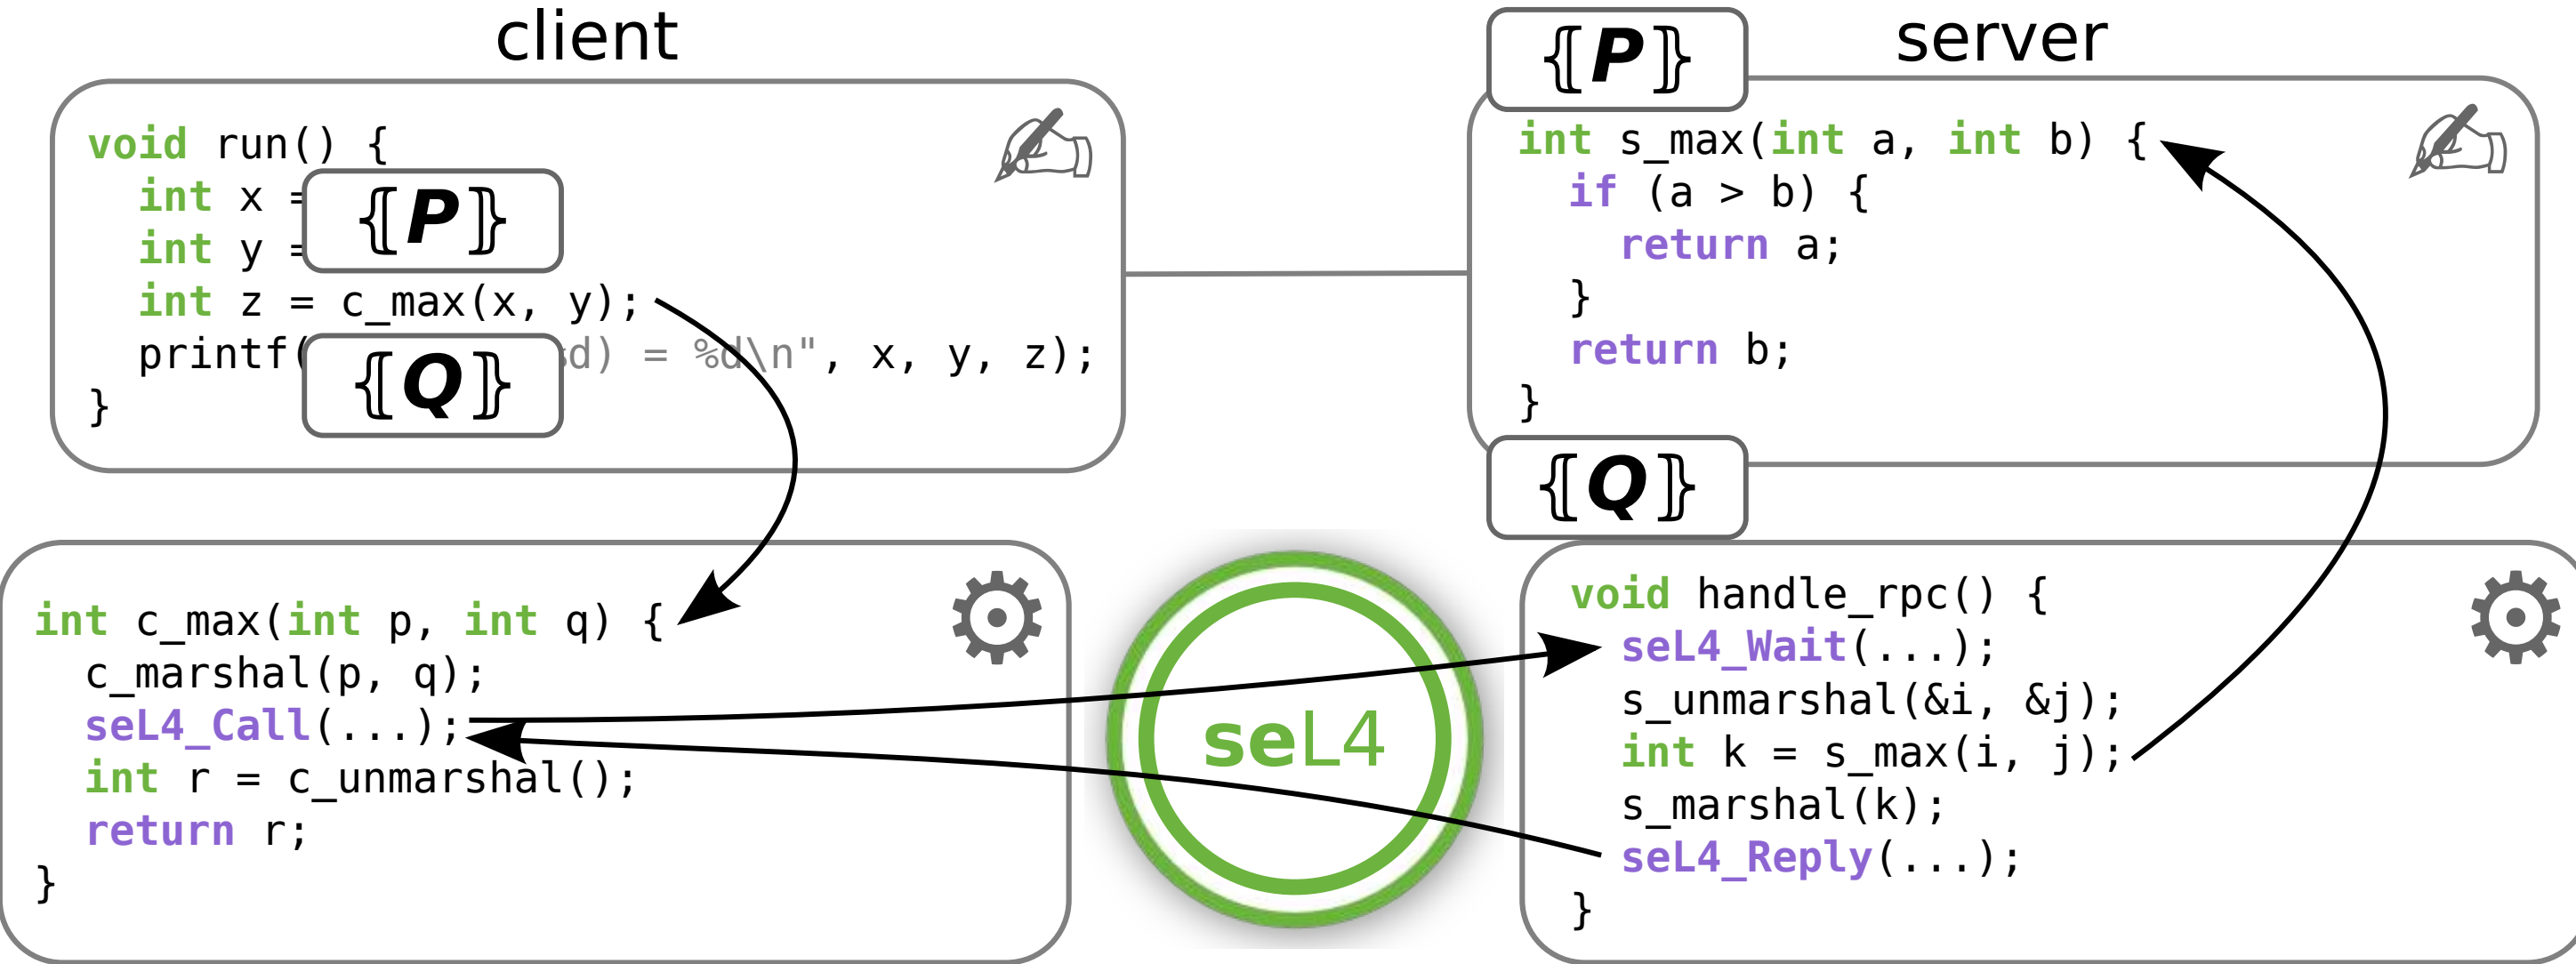 client
void run() {
int x =
{[P]}
int y =
int z = c_max(x, y);
printf( d) = %d\n", x, y, z);
{[Q]}
}
server
{[P]}
int s_max(int a, int b) {
if (a > b) {
return a;
}
return b;
}
{[Q]}
int c_max(int p, int q) {
c_marshal(p, q);
seL4_Call(...);
int r = c_unmarshal();
return r;
}
seL4
void handle_rpc() {
seL4_Wait(...);
s_unmarshal(&i, &j);
int k = s_max(i, j);
s_marshal(k);
seL4_Reply(...);
}